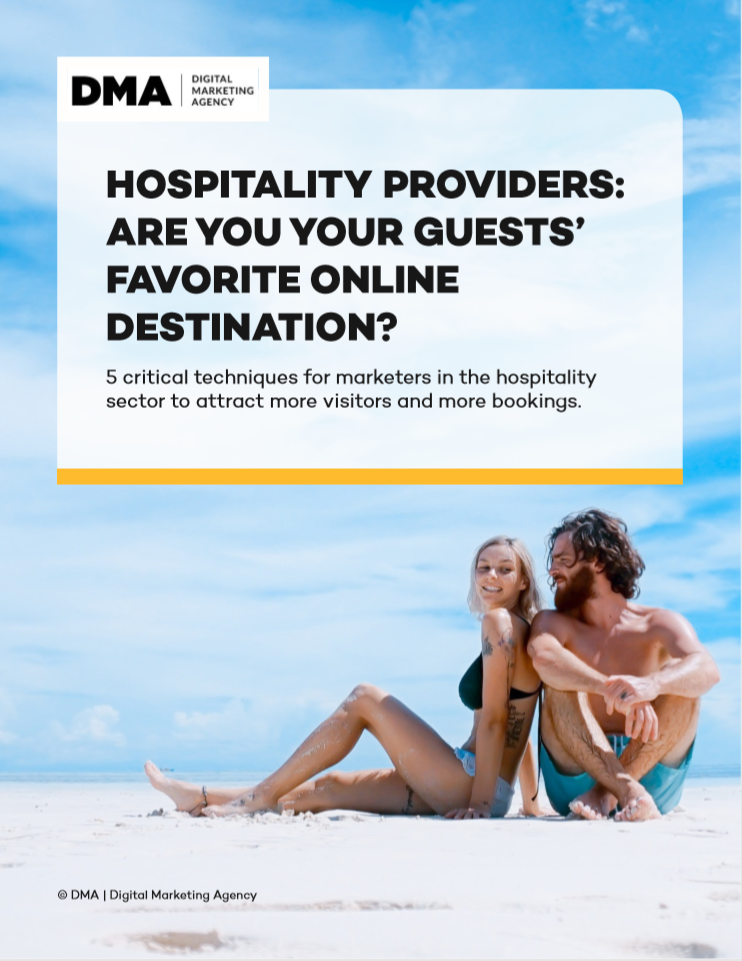 DMA
DIGITAL
MARKETING
AGENCY
HOSPITALITY PROVIDERS:
ARE YOU YOUR GUESTS’
FAVORITE ONLINE
DESTINATION?
5 critical techniques for marketers in the hospitality
sector to attract more visitors and more bookings.
© DMA | Digital Marketing Agency